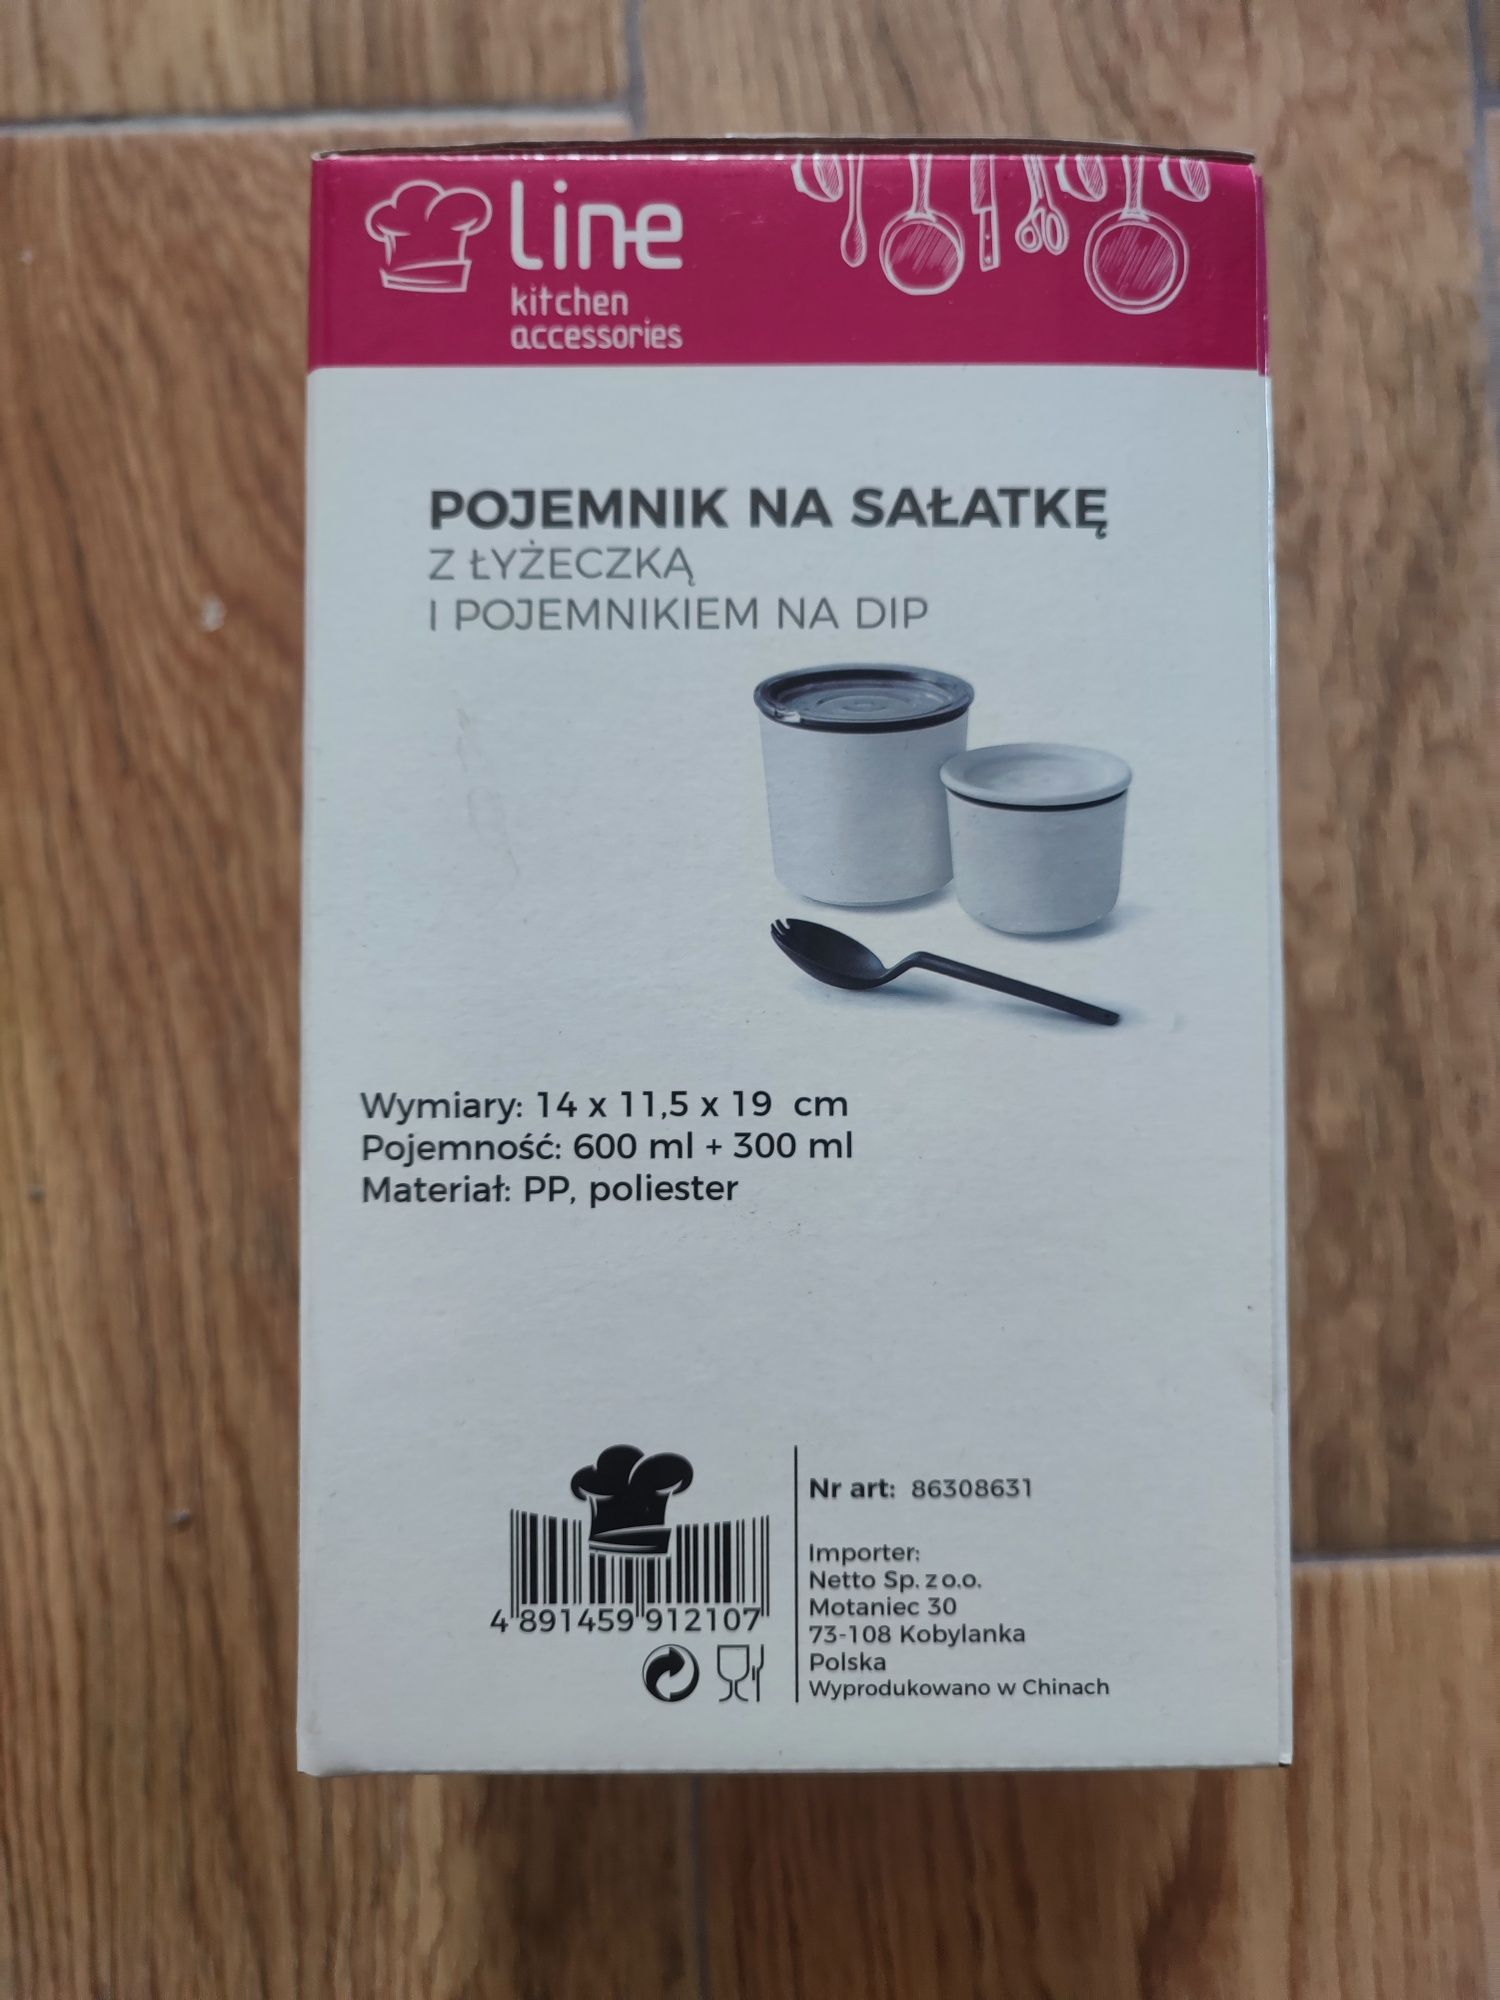 line
kitchen
accessories
POJEMNIK NA SAŁATKĘ
Z ŁYŻECZKĄ
I POJEMNIKIEM NA DIP
Wymiary: 14 x 11,5 x 19 cm
Pojemność: 600 ml + 300 ml
Materiał: PP, poliester
4 891459 912107
Nr art: 86308631
Importer:
Netto Sp. z o.o.
Motaniec 30
73-108 Kobylanka
Polska
Wyprodukowano w Chinach